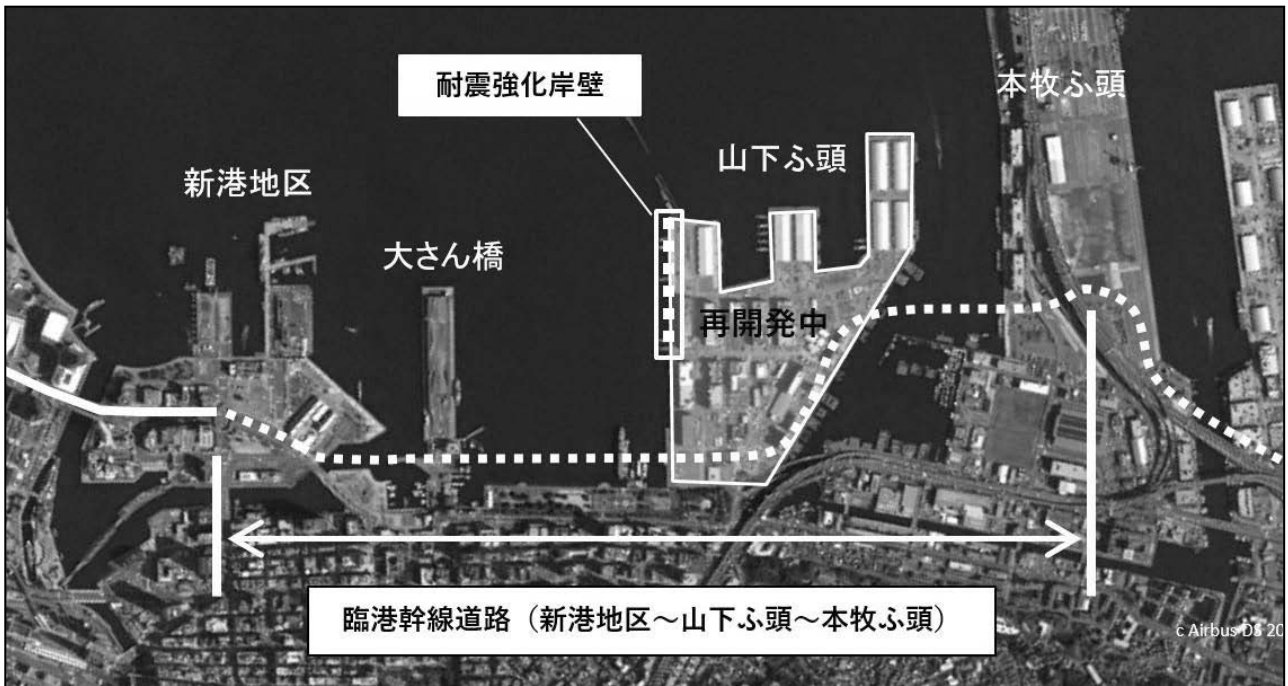 耐震強化岸壁
本牧ふ頭
山下ふ頭
新港地区
大さん橋
再開発中
臨港幹線道路（新港地区～山下ふ頭～本牧ふ頭）
c Airbus DS 20